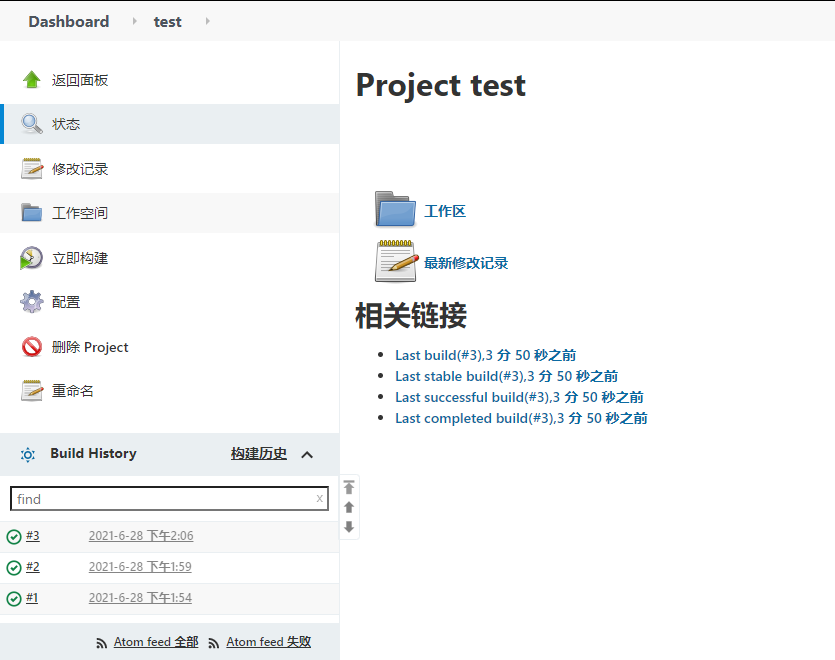 Dashboard test
返回面板
状态
修改记录
工作空间
立即构建
配置
删除 Project
重命名
Build History 构建历史
find x
#3 2021-6-28 下午2:06
#2 2021-6-28 下午1:59
#1 2021-6-28 下午1:54
Atom feed 全部 Atom feed 失败
Project test
工作区
最新修改记录
相关链接
Last build(#3),3 分 50 秒之前
Last stable build(#3),3 分 50 秒之前
Last successful build(#3),3 分 50 秒之前
Last completed build(#3),3 分 50 秒之前